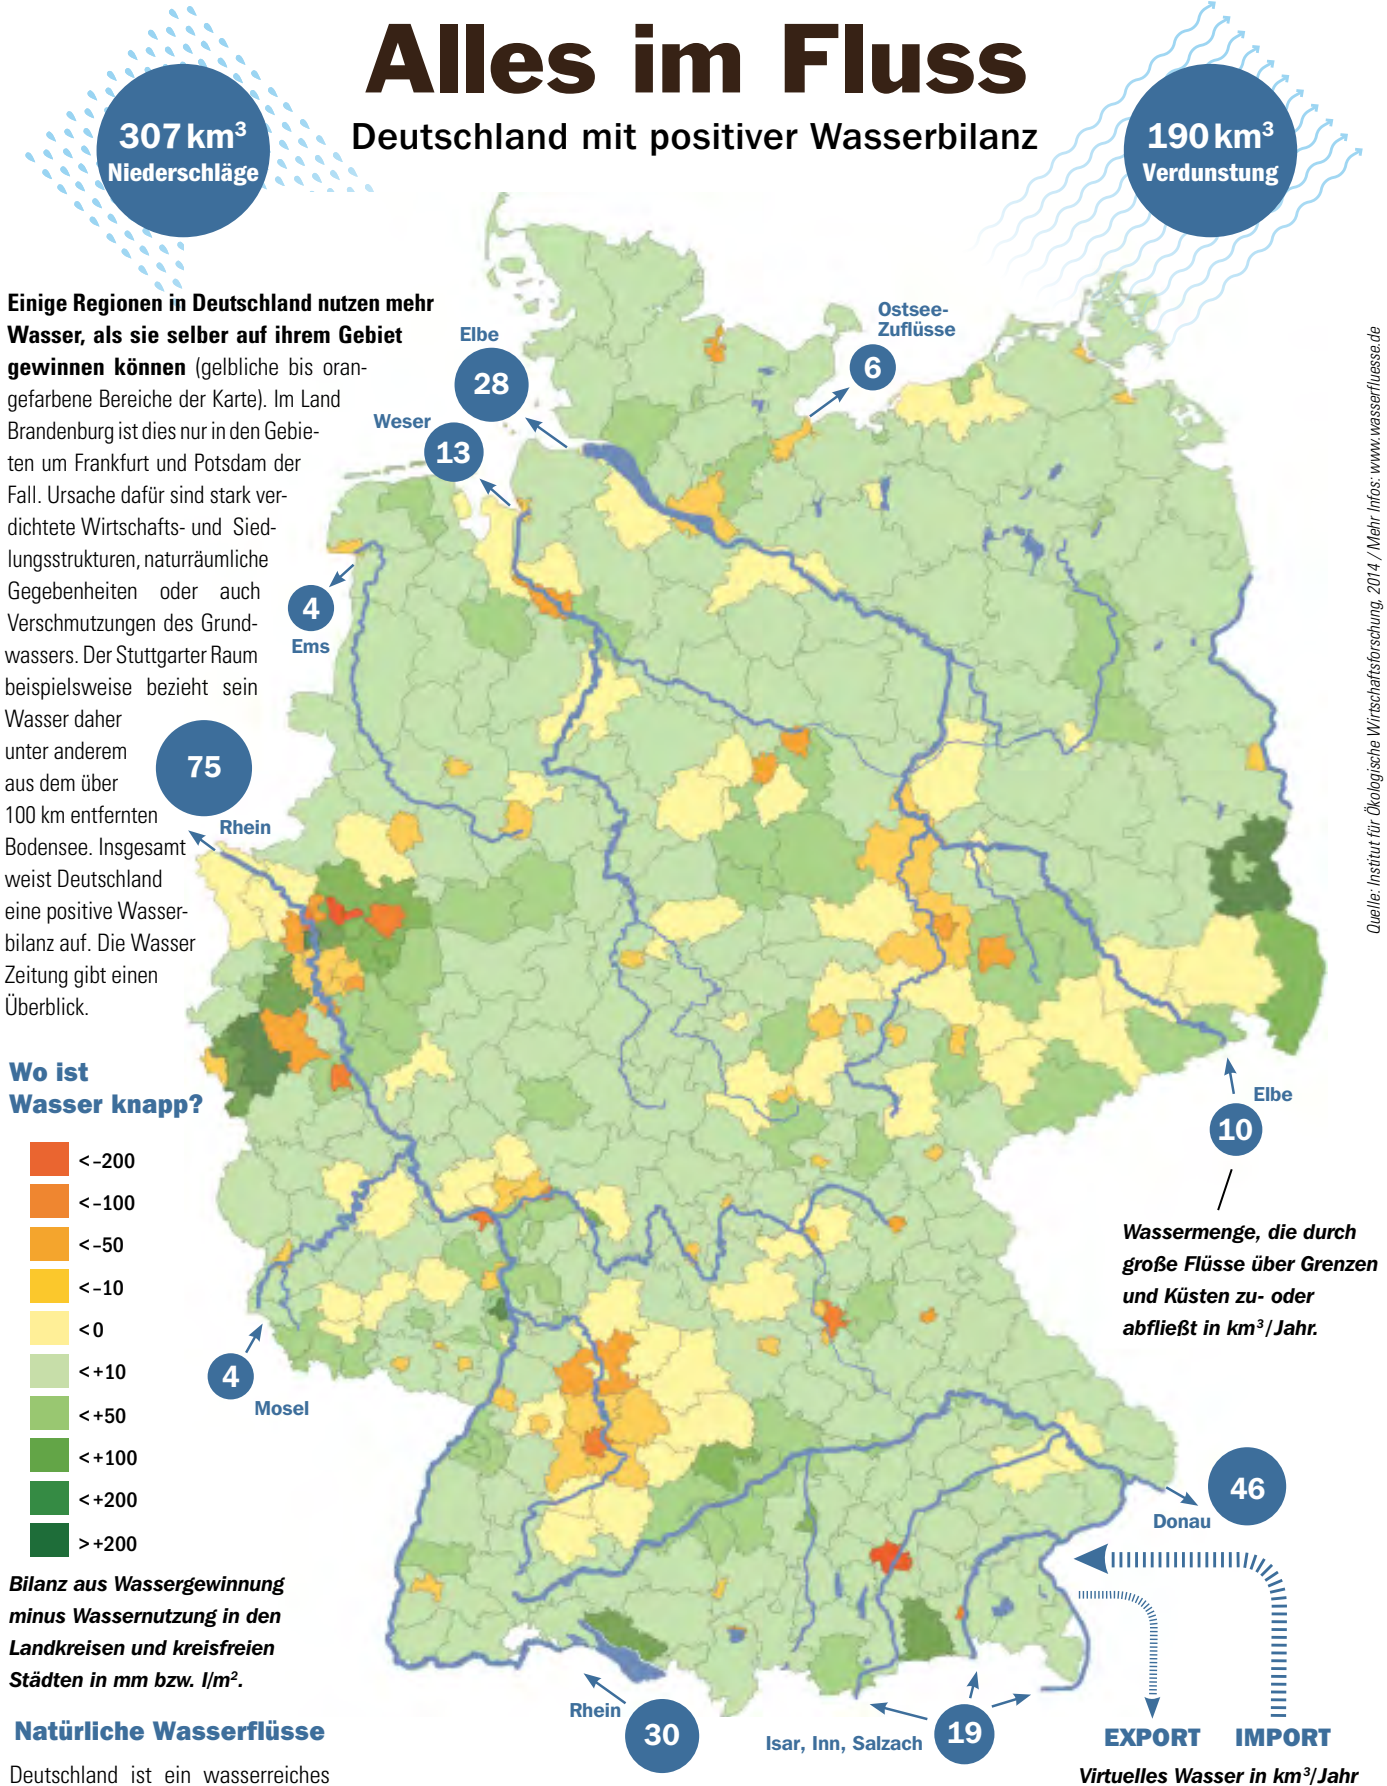 Alles im Fluss
Deutschland mit positiver Wasserbilanz
307 km³
Niederschläge
190 km³
Verdunstung
Einige Regionen in Deutschland nutzen mehr
Wasser, als sie selber auf ihrem Gebiet
gewinnen können (gelbliche bis oran-
gefarbene Bereiche der Karte). Im Land
Brandenburg ist dies nur in den Gebie-
ten um Frankfurt und Potsdam der
Fall. Ursache dafür sind stark ver-
dichtete Wirtschafts- und Sied-
lungsstrukturen, naturräumliche
Gegebenheiten oder auch
Verschmutzungen des Grund-
wassers. Der Stuttgarter Raum
beispielsweise bezieht sein
Wasser daher
unter anderem
aus dem über
100 km entfernten
Bodensee. Insgesamt
weist Deutschland
eine positive Wasser-
bilanz auf. Die Wasser
Zeitung gibt einen
Überblick.
Elbe
28
Weser
13
Ostsee-
Zuflüsse
6
4
Ems
75
Rhein
Quelle: Institut für Ökologische Wirtschaftsforschung, 2014 / Mehr Infos: www.wasserfluesse.de
Wo ist
Wasser knapp?
< –200
< –100
< –50
< –10
< 0
< +10
< +50
< +100
< +200
> +200
Bilanz aus Wassergewinnung
minus Wassernutzung in den
Landkreisen und kreisfreien
Städten in mm bzw. l/m².
Elbe
10
Wassermenge, die durch
große Flüsse über Grenzen
und Küsten zu- oder
abfließt in km³/Jahr.
4
Mosel
46
Donau
Rhein
30
Isar, Inn, Salzach
19
EXPORT
IMPORT
Virtuelles Wasser in km³/Jahr
Natürliche Wasserflüsse
Deutschland ist ein wasserreiches